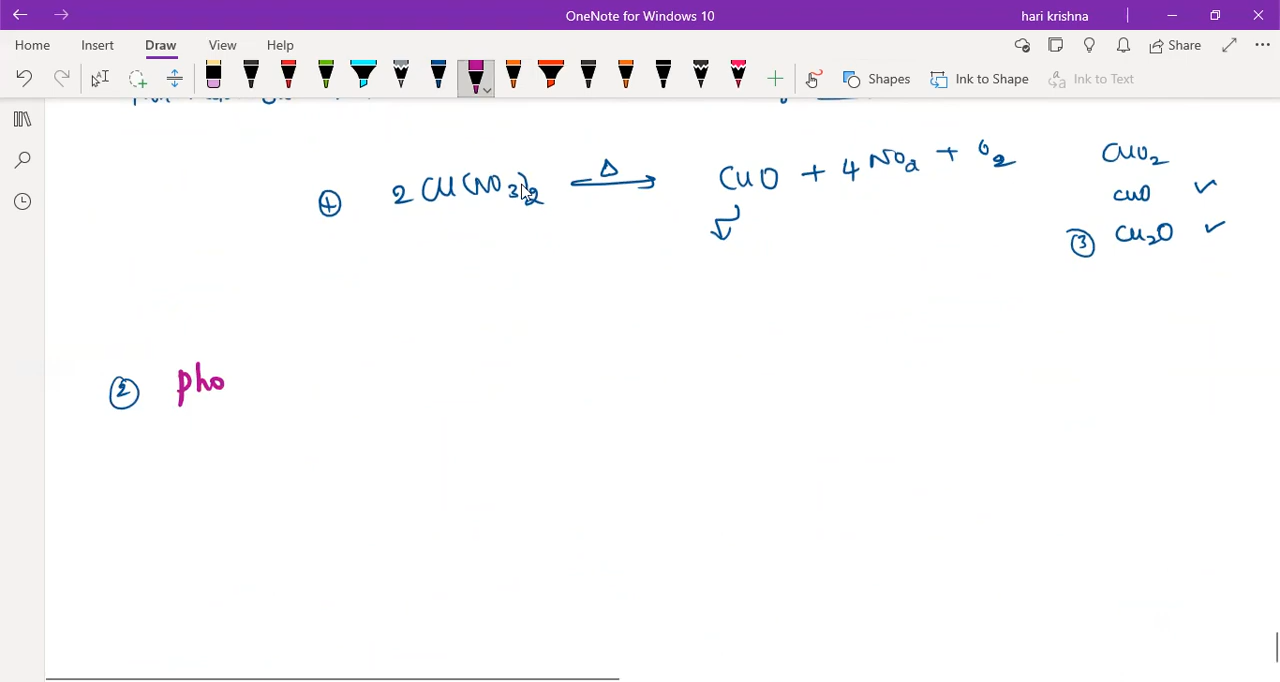 OneNote for Windows 10
hari krishna
Home Insert Draw View Help
Share
Shapes
Ink to Shape
Ink to Text
④ 2 Cu(NO3)2 Δ→ CuO + 4 NO2 + O2
CuO2
CuO ✓
③ Cu2O ✓
② pho